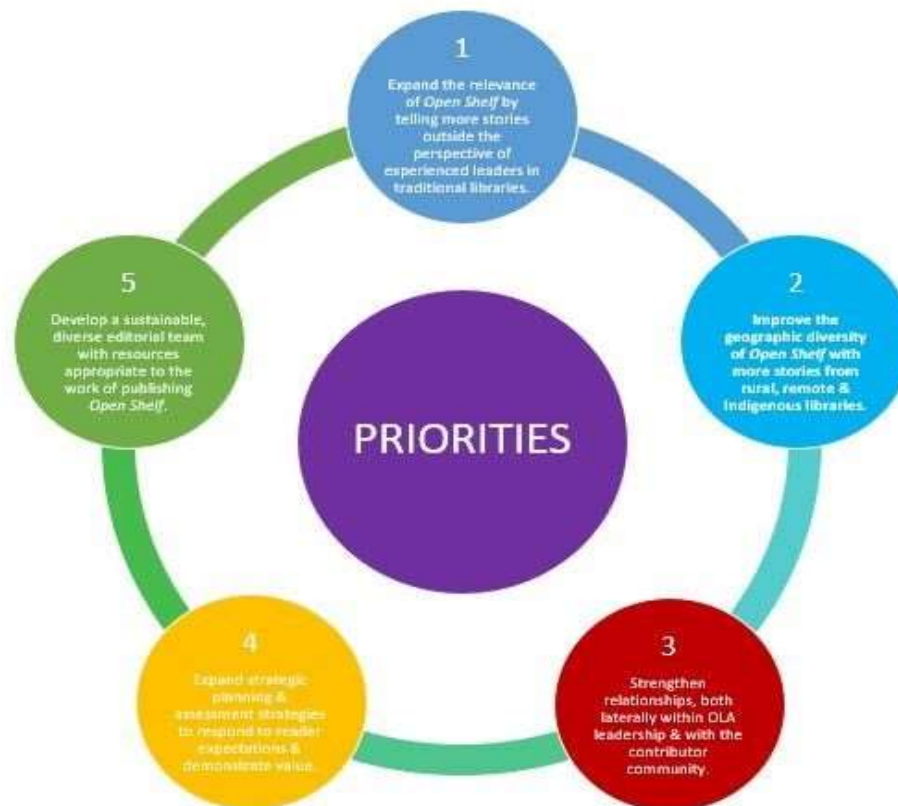 1
Expand the relevance
of Open Shelf by
telling more stories
outside the
perspective of
experienced leaders in
traditional libraries.
2
Improve the
geographic diversity
of Open Shelf with
more stories from
rural, remote &
Indigenous libraries.
3
Strengthen
relationships, both
laterally within OLA
leadership & with the
contributor
community.
4
Expand strategic
planning &
assessment strategies
to respond to reader
expectations &
demonstrate value.
5
Develop a sustainable,
diverse editorial team
with resources
appropriate to the
work of publishing
Open Shelf.
PRIORITIES